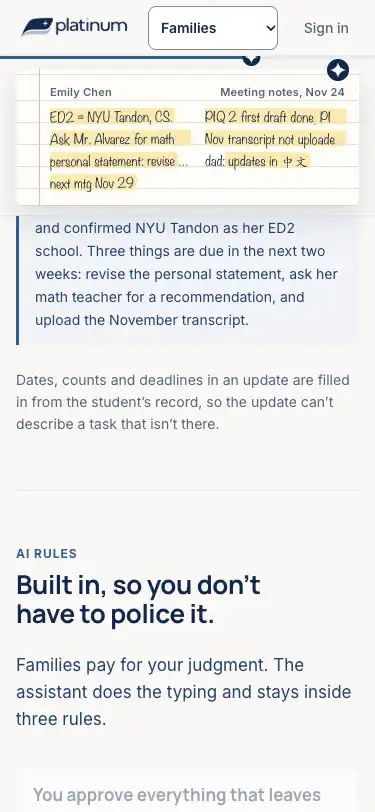 platinum
Families
Sign in
Emily Chen
Meeting notes, Nov 24
ED2 = NYU Tandon, CS.
Ask Mr. Alvarez for math
personal statement: revise ...
next mtg Nov 29
PIQ 2 first draft done, PI
Nov transcript not uploade
dad: updates in 中文
and confirmed NYU Tandon as her ED2
school. Three things are due in the next two
weeks: revise the personal statement, ask her
math teacher for a recommendation, and
upload the November transcript.
Dates, counts and deadlines in an update are filled
in from the student's record, so the update can't
describe a task that isn't there.
AI RULES
Built in, so you don't
have to police it.
Families pay for your judgment. The
assistant does the typing and stays inside
three rules.
You approve everything that leaves